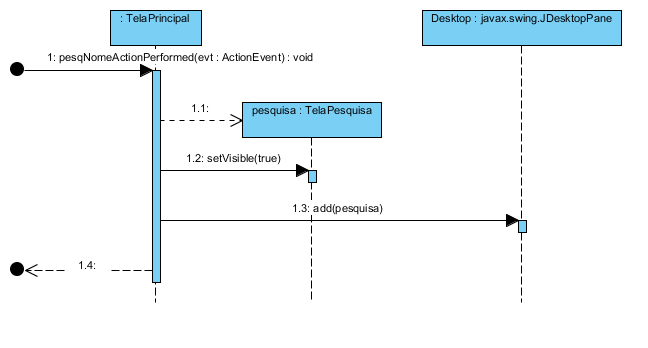 : TelaPrincipal
Desktop : javax.swing.JDesktopPane
1: pesqNomeActionPerformed(evt : ActionEvent) : void
1.1:
pesquisa : TelaPesquisa
1.2: setVisible(true)
1.3: add(pesquisa)
1.4: